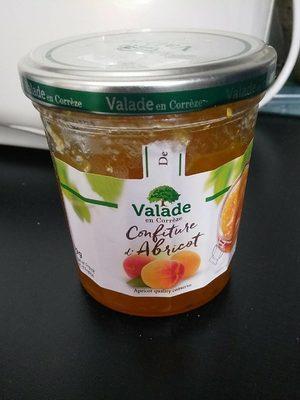 Valade en Corrèze
Valade en Corrèze
De
Valade
en Corrèze
Confiture
d'Abricot
Apricot quality conserve